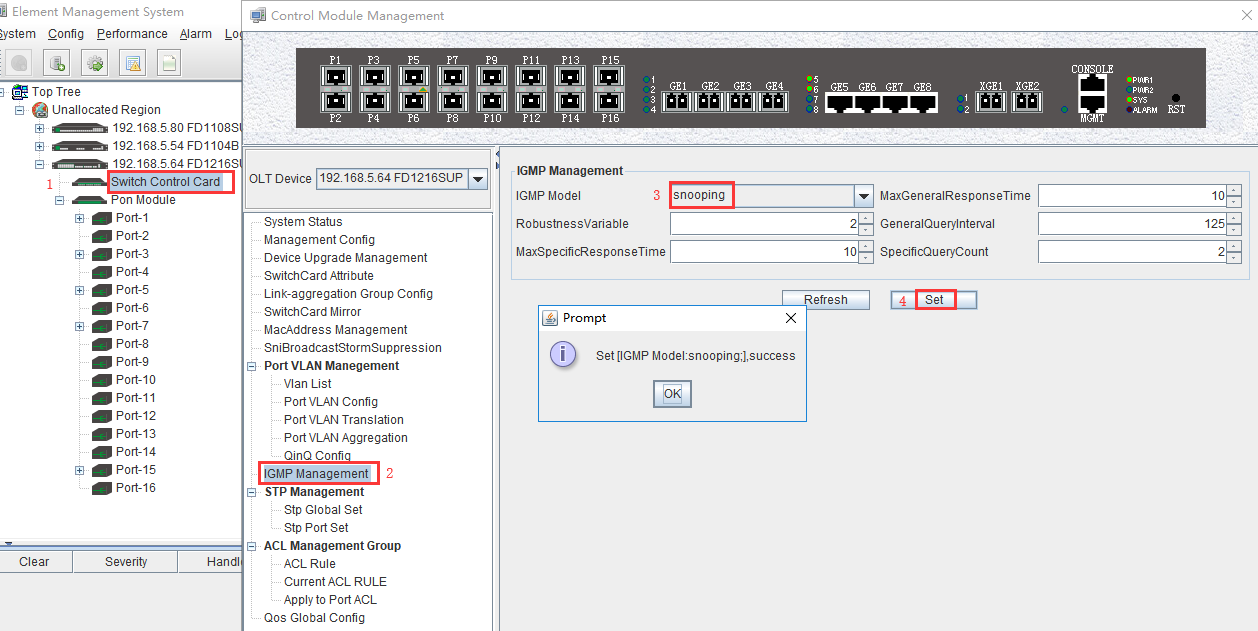 Element Management System
System Config Performance Alarm
Top Tree
Unallocated Region
192.168.5.80 FD1108SU
192.168.5.54 FD1104B
192.168.5.64 FD1216SU
1
Switch Control Card
Pon Module
Port-1
Port-2
Port-3
Port-4
Port-5
Port-6
Port-7
Port-8
Port-9
Port-10
Port-11
Port-12
Port-13
Port-14
Port-15
Port-16
Clear Severity Handl
Control Module Management
P1 P3 P5 P7 P9 P11 P13 P15
P2 P4 P6 P8 P10 P12 P14 P16
1
2
3
4
GE1 GE2 GE3 GE4
5
6
7
8
GE5 GE6 GE7 GE8
1
2
XGE1 XGE2
CONSOLE
MGMT
PWR1
PWR2
SYS
ALARM
RST
OLT Device 192.168.5.64 FD1216SUP
System Status
Management Config
Device Upgrade Management
SwitchCard Attribute
Link-aggregation Group Config
SwitchCard Mirror
MacAddress Management
SniBroadcastStormSuppression
Port VLAN Management
Vlan List
Port VLAN Config
Port VLAN Translation
Port VLAN Aggregation
QinQ Config
IGMP Management 2
STP Management
Stp Global Set
Stp Port Set
ACL Management Group
ACL Rule
Current ACL RULE
Apply to Port ACL
Qos Global Config
IGMP Management
IGMP Model 3 snooping MaxGeneralResponseTime 10
RobustnessVariable 2 GeneralQueryInterval 125
MaxSpecificResponseTime 10 SpecificQueryCount 2
Refresh 4 Set
Prompt
Set [IGMP Model:snooping;],success
OK